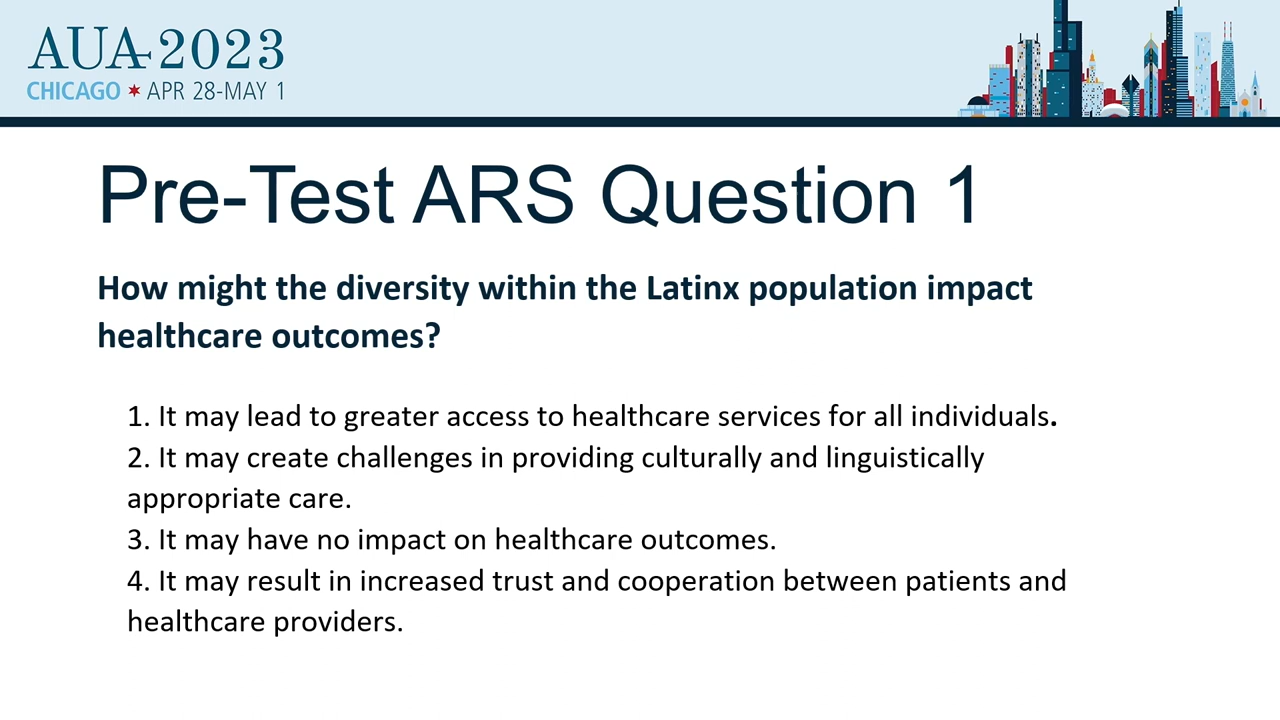 AUA 2023
CHICAGO ★ APR 28-MAY 1
Pre-Test ARS Question 1
How might the diversity within the Latinx population impact
healthcare outcomes?
1. It may lead to greater access to healthcare services for all individuals.
2. It may create challenges in providing culturally and linguistically
appropriate care.
3. It may have no impact on healthcare outcomes.
4. It may result in increased trust and cooperation between patients and
healthcare providers.